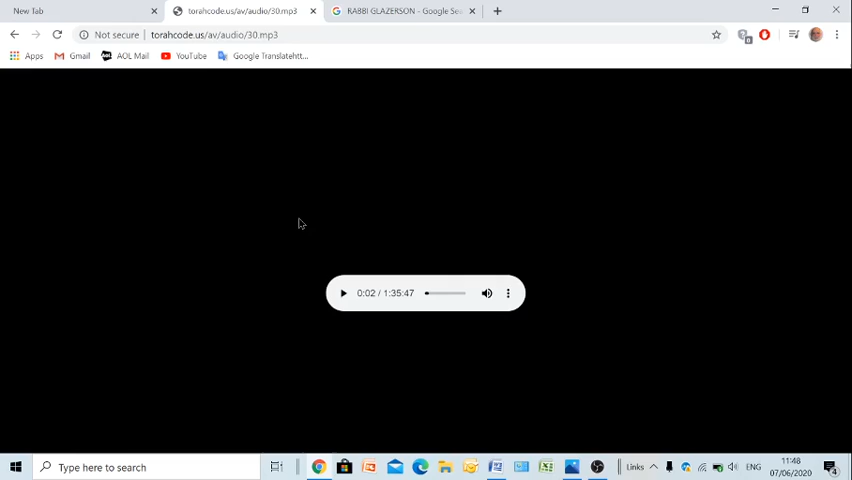 New Tab
torahcode.us/av/audio/30.mp3
RABBI GLAZERSON - Google Sea
Not secure
torahcode.us/av/audio/30.mp3
Apps
Gmail
AOL Mail
YouTube
Google Translatehtt...
0:02 / 1:35:47
Type here to search
Links
ENG
11:48
07/06/2020
4